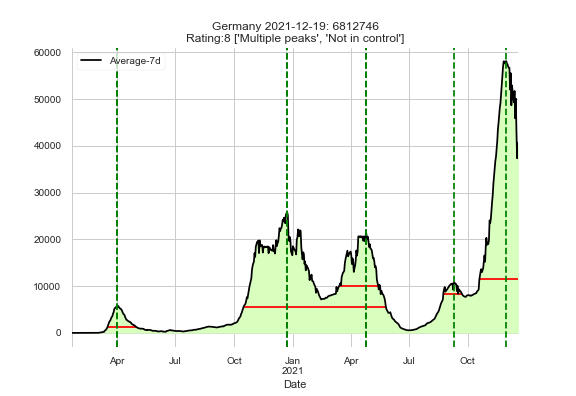 Germany 2021-12-19: 6812746
Rating:8 ['Multiple peaks', 'Not in control']
Average-7d
60000
50000
40000
30000
20000
10000
0
Apr Jul Oct Jan Apr Jul Oct
2021
Date